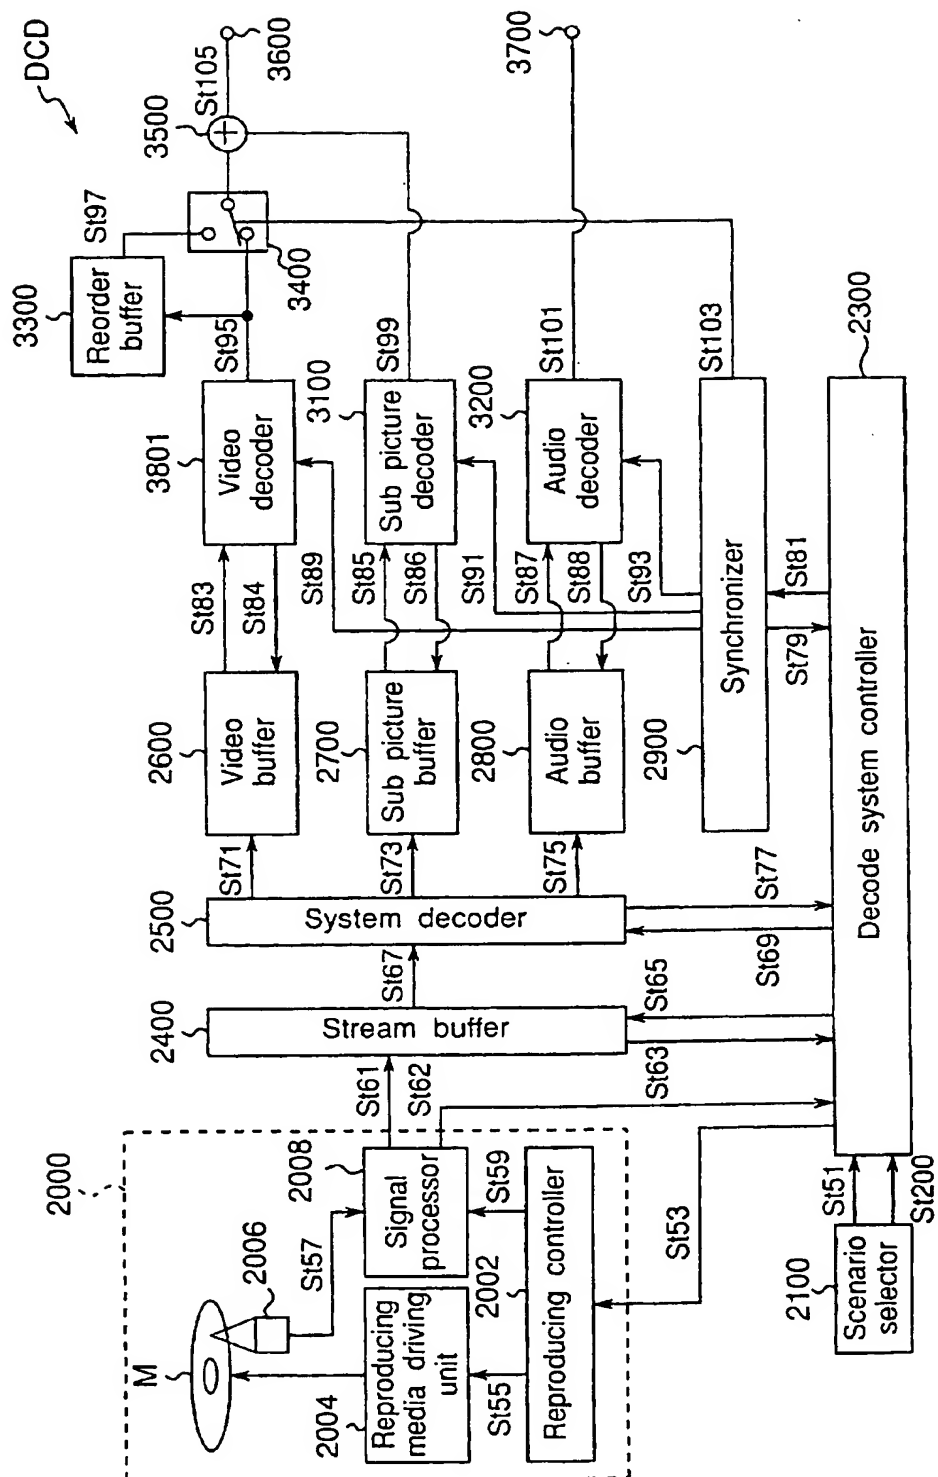 DCD
2000
M
2006
St57
2008
Signal
processor
2004
Reproducing
media driving
unit
St55
2002
St59
Reproducing controller
St53
2100
Scenario
selector
St51
St200
St61
St62
2400
Stream buffer
St63
St65
St67
2500
System decoder
St69
St77
St71
St73
St75
2600
Video
buffer
2700
Sub picture
buffer
2800
Audio
buffer
2900
Synchronizer
St79
St81
St83
St84
St89
St85
St86
St91
St87
St88
St93
3801
Video
decoder
3100
Sub picture
decoder
3200
Audio
decoder
St95
St99
St101
St103
2300
Decode system controller
3300
Reorder
buffer
St97
3400
3500
St105
3600
3700